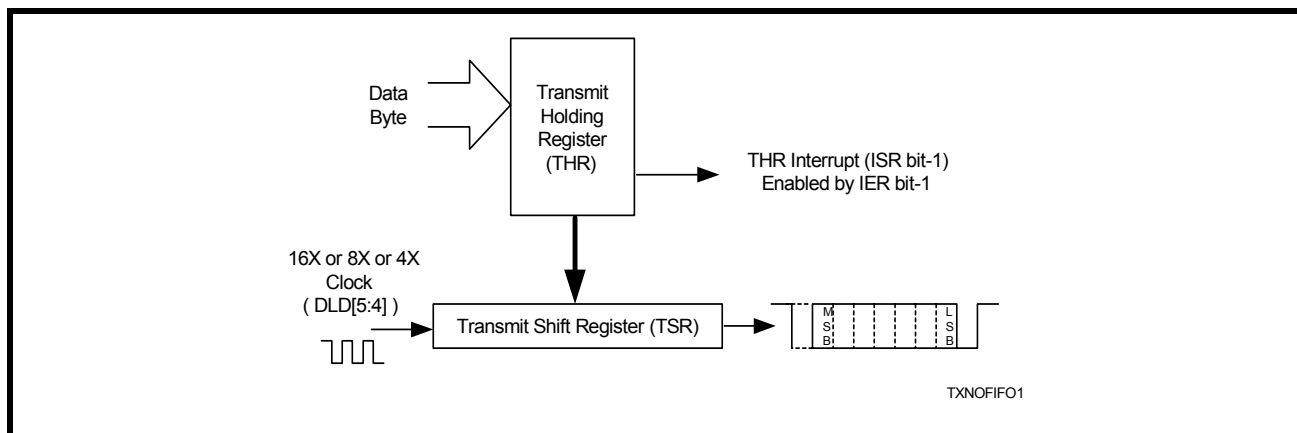 Data
Byte
Transmit
Holding
Register
(THR)
THR Interrupt (ISR bit-1)
Enabled by IER bit-1
16X or 8X or 4X
Clock
( DLD[5:4] )
Transmit Shift Register (TSR)
M
S
B
L
S
B
TXNOFIFO1